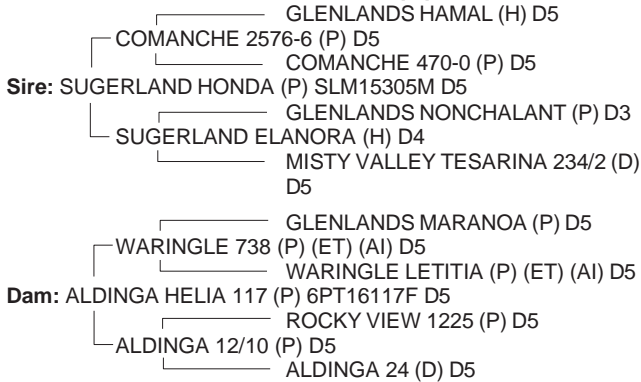 GLENLANDS HAMAL (H) D5
COMANCHE 2576-6 (P) D5
COMANCHE 470-0 (P) D5
Sire: SUGERLAND HONDA (P) SLM15305M D5
GLENLANDS NONCHALANT (P) D3
SUGERLAND ELANORA (H) D4
MISTY VALLEY TESARINA 234/2 (D)
D5
GLENLANDS MARANOA (P) D5
WARINGLE 738 (P) (ET) (AI) D5
WARINGLE LETITIA (P) (ET) (AI) D5
Dam: ALDINGA HELIA 117 (P) 6PT16117F D5
ROCKY VIEW 1225 (P) D5
ALDINGA 12/10 (P) D5
ALDINGA 24 (D) D5